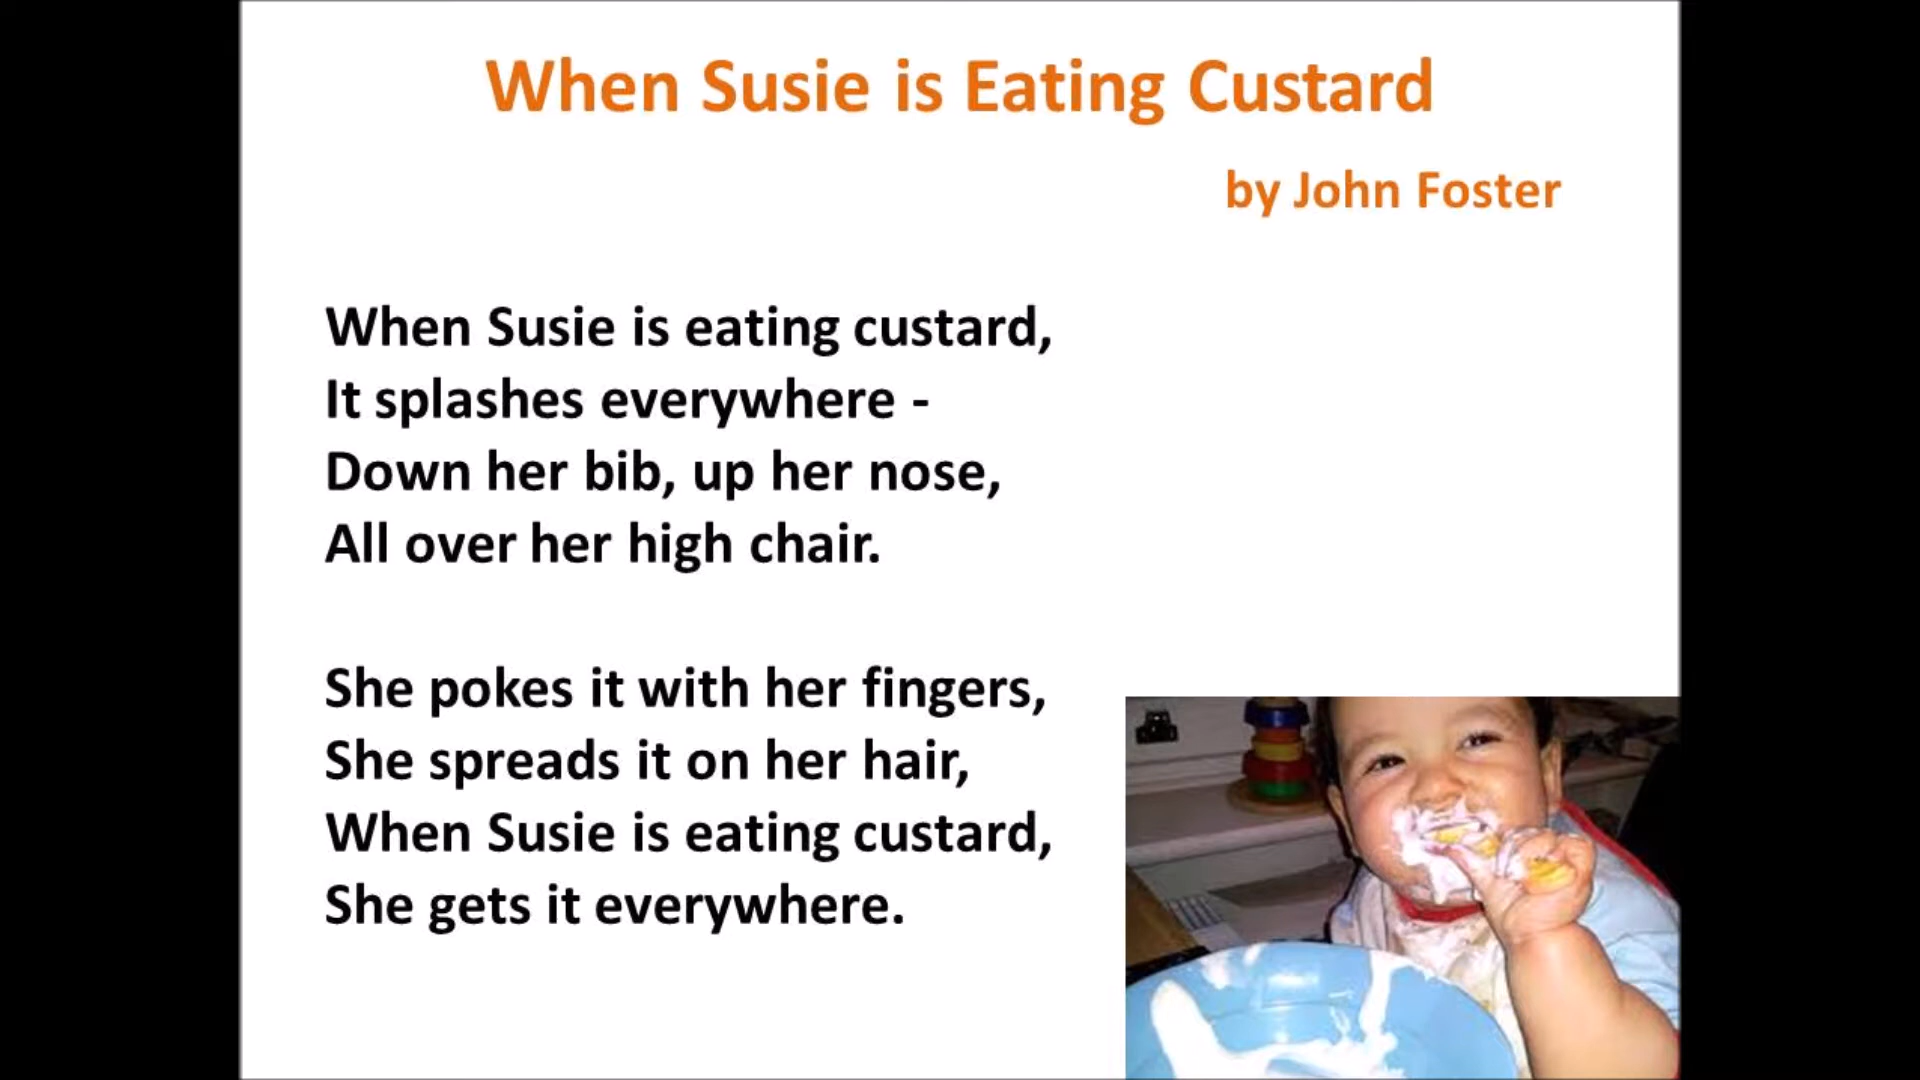 When Susie is Eating Custard
by John Foster
When Susie is eating custard,
It splashes everywhere -
Down her bib, up her nose,
All over her high chair.
She pokes it with her fingers,
She spreads it on her hair,
When Susie is eating custard,
She gets it everywhere.